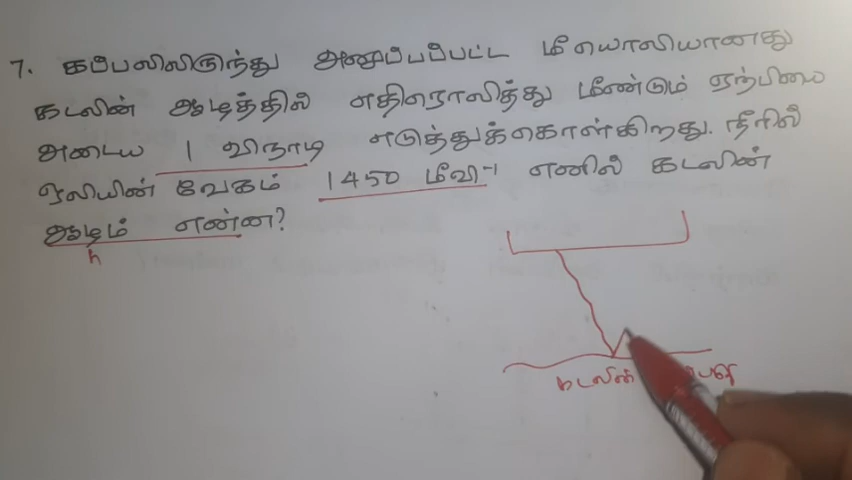 7. கப்பலிலிருந்து அனுப்பப்பட்ட மீயொலியானது
கடலின் ஆழத்தில் எதிரொலித்து மீண்டும் ஏற்பியை
அடைய 1 விநாடி எடுத்துக்கொள்கிறது. நீரில்
ஒலியின் வேகம் 1450 மீவி⁻¹ எனில் கடலின்
ஆழம் என்ன?
h
கடலின்